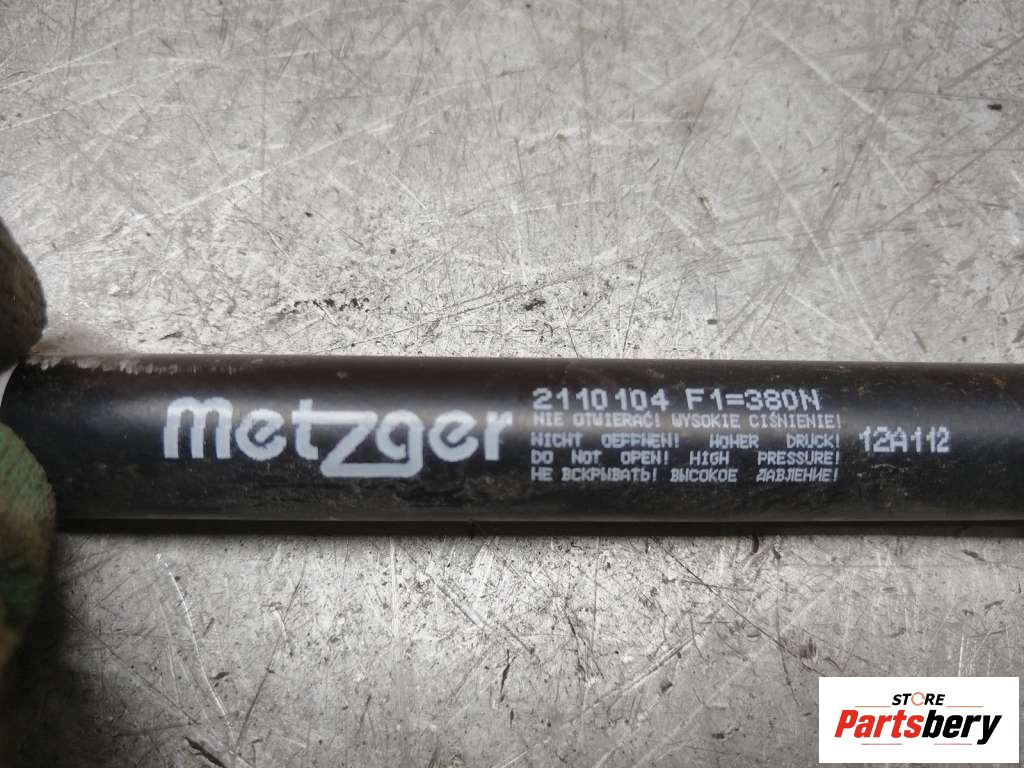 Metzger
2110104 F1=380N
NIE OTWIERAĆ! WYSOKIE CIŚNIENIE!
NICHT OEFFNEN! HOHER DRUCK!
DO NOT OPEN! HIGH PRESSURE!
НЕ ВСКРЫВАТЬ! ВЫСОКОЕ ДАВЛЕНИЕ!
12A112
STORE
Partsbery